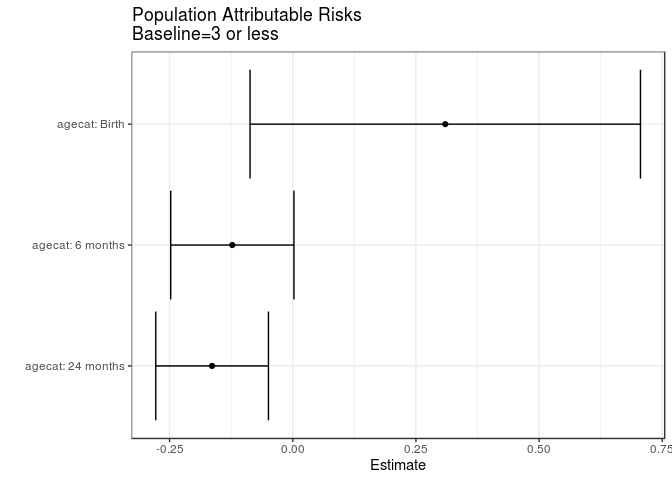 Population Attributable Risks
Baseline=3 or less
agecat: Birth
agecat: 6 months
agecat: 24 months
-0.25 0.00 0.25 0.50 0.75
Estimate